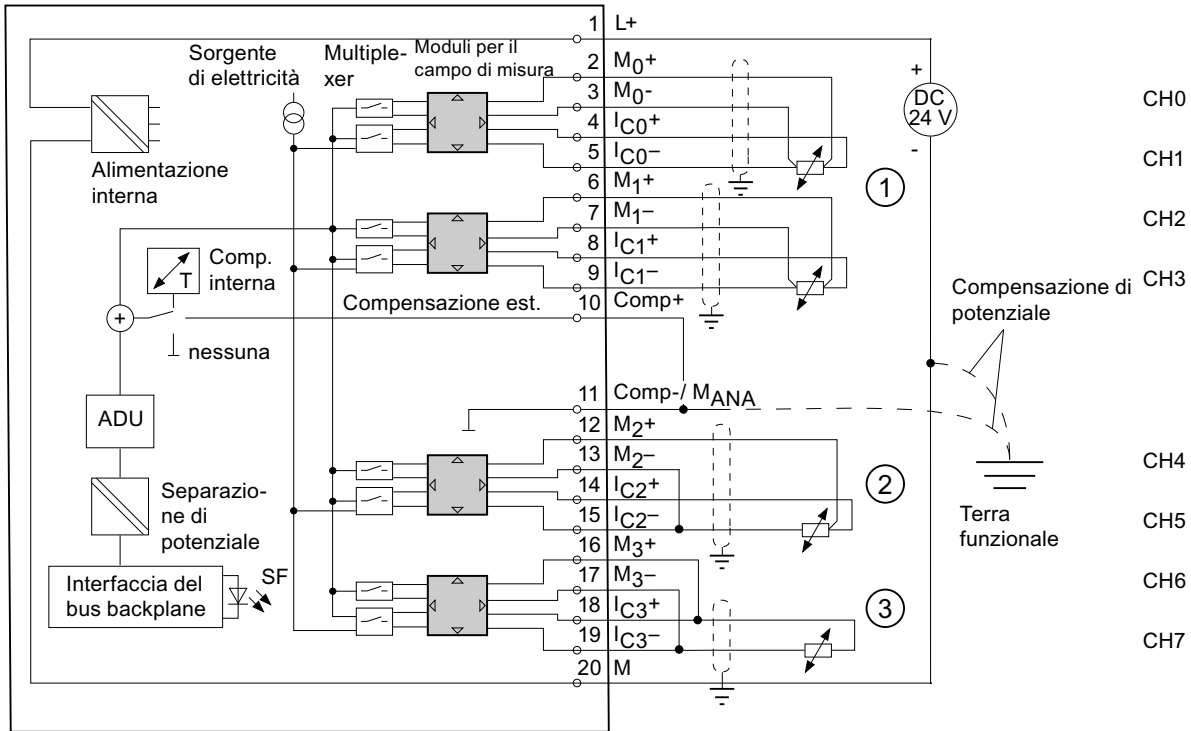 Sorgente
di elettricità
Multiple-
xer
Moduli per il
campo di misura
Alimentazione
interna
Comp.
interna
T
Compensazione est.
+
nessuna
ADU
Separazio-
ne di
potenziale
Interfaccia del
bus backplane
SF
1 L+
2 M0+
3 M0-
4 IC0+
5 IC0–
6 M1+
7 M1–
8 IC1+
9 IC1–
10 Comp+
11 Comp-/ MANA
12 M2+
13 M2–
14 IC2+
15 IC2–
16 M3+
17 M3–
18 IC3+
19 IC3–
20 M
1
2
3
+
DC
24 V
-
Compensazione di
potenziale
Terra
funzionale
CH0
CH1
CH2
CH3
CH4
CH5
CH6
CH7